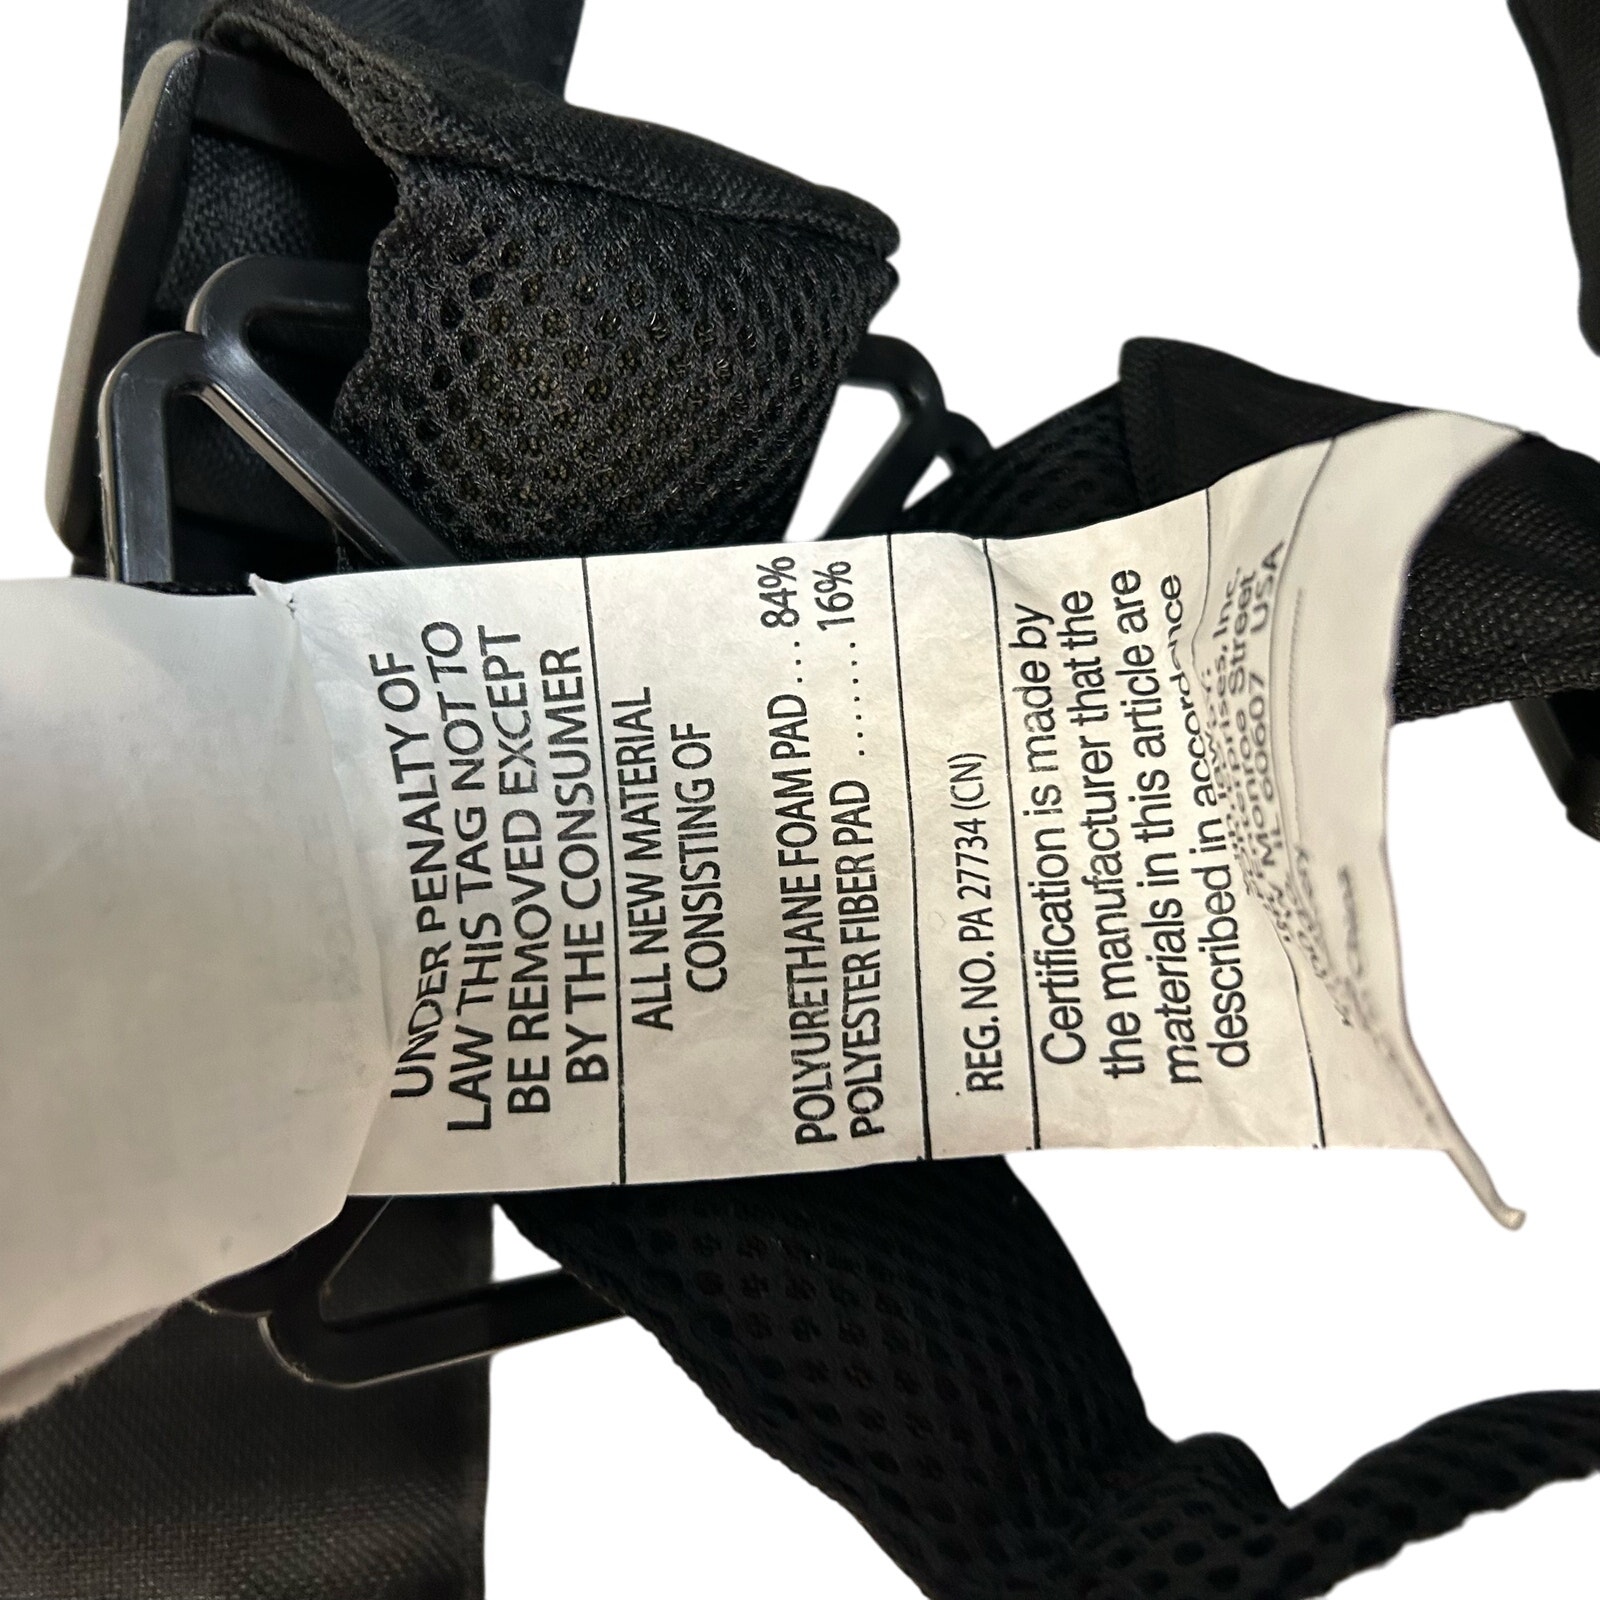 UNDER PENALTY OF
LAW THIS TAG NOT TO
BE REMOVED EXCEPT
BY THE CONSUMER
ALL NEW MATERIAL
CONSISTING OF
POLYURETHANE FOAM PAD . . . 84%
POLYESTER FIBER PAD . . . . . . . 16%
REG. NO. PA 27734 (CN)
Certification is made by
the manufacturer that the
materials in this article are
described in accordance
Inc.
Monroe Street
IL 60607 USA